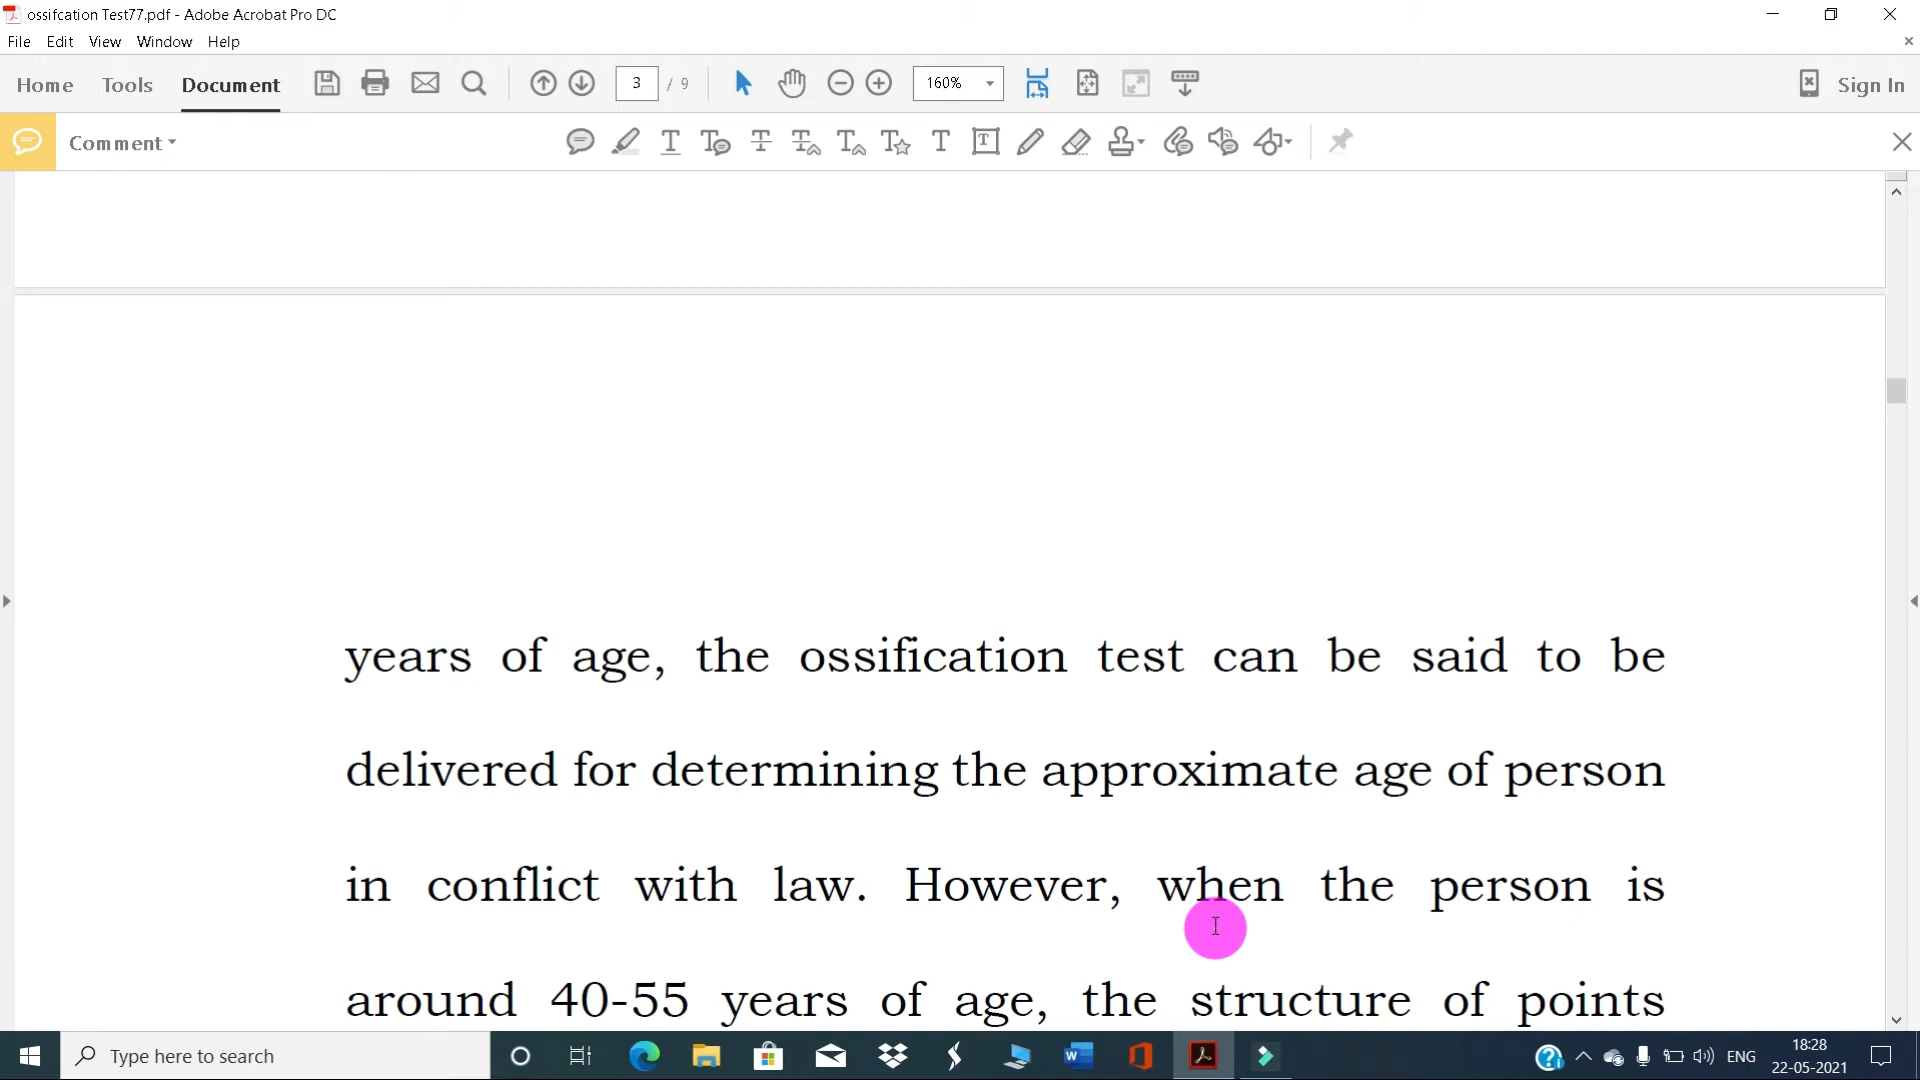 ossifcation Test77.pdf - Adobe Acrobat Pro DC
File Edit View Window Help
Home Tools Document 3 / 9 160% Sign In
Comment
years of age, the ossification test can be said to be
delivered for determining the approximate age of person
in conflict with law. However, when the person is
around 40-55 years of age, the structure of points
Type here to search
ENG
18:28
22-05-2021